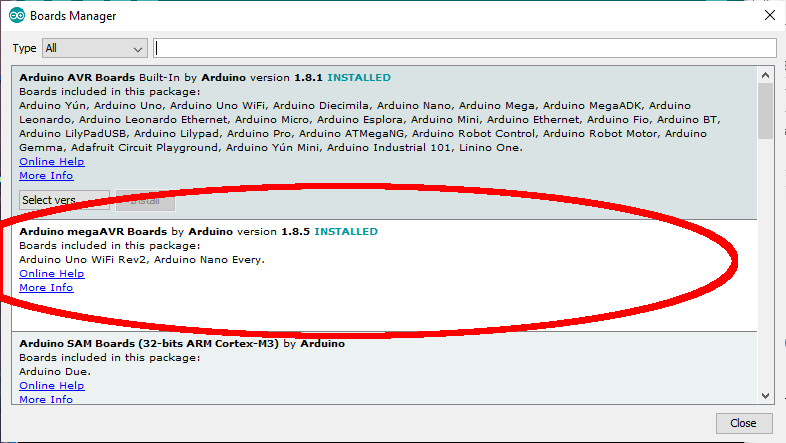 Boards Manager
Type All
Arduino AVR Boards Built-In by Arduino version 1.8.1 INSTALLED
Boards included in this package:
Arduino Yún, Arduino Uno, Arduino Uno WiFi, Arduino Diecimila, Arduino Nano, Arduino Mega, Arduino MegaADK, Arduino
Leonardo, Arduino Leonardo Ethernet, Arduino Micro, Arduino Esplora, Arduino Mini, Arduino Ethernet, Arduino Fio, Arduino BT,
Arduino LilyPadUSB, Arduino Lilypad, Arduino Pro, Arduino ATMegaNG, Arduino Robot Control, Arduino Robot Motor, Arduino
Gemma, Adafruit Circuit Playground, Arduino Yún Mini, Arduino Industrial 101, Linino One.
Online Help
More Info
Select vers... Install
Arduino megaAVR Boards by Arduino version 1.8.5 INSTALLED
Boards included in this package:
Arduino Uno WiFi Rev2, Arduino Nano Every.
Online Help
More Info
Arduino SAM Boards (32-bits ARM Cortex-M3) by Arduino
Boards included in this package:
Arduino Due.
Online Help
More Info
Close